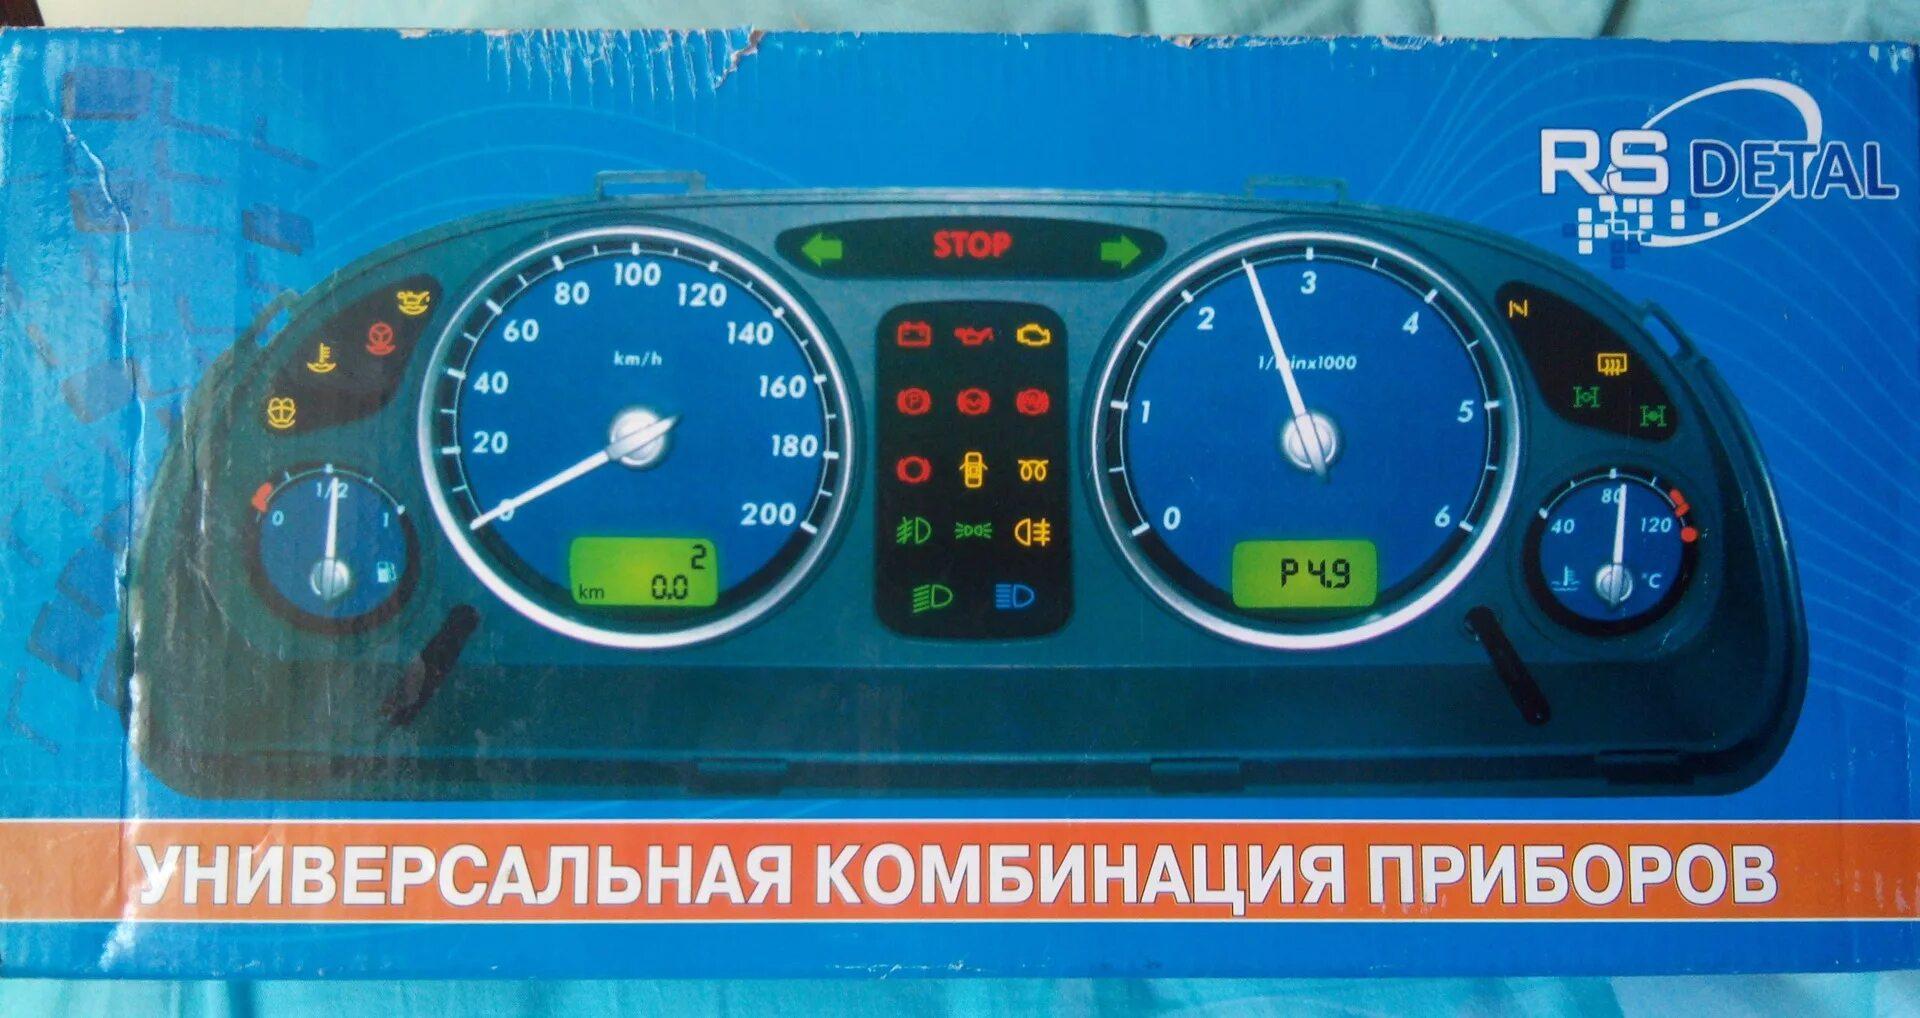 RS DETAL
STOP
0 20 40 60 80 100 120 140 160 180 200
km/h
2
km 0.0
0 1 2 3 4 5 6
1/minx1000
P 4.9
P
N
0 1/2 1
40 80 120
°C
УНИВЕРСАЛЬНАЯ КОМБИНАЦИЯ ПРИБОРОВ